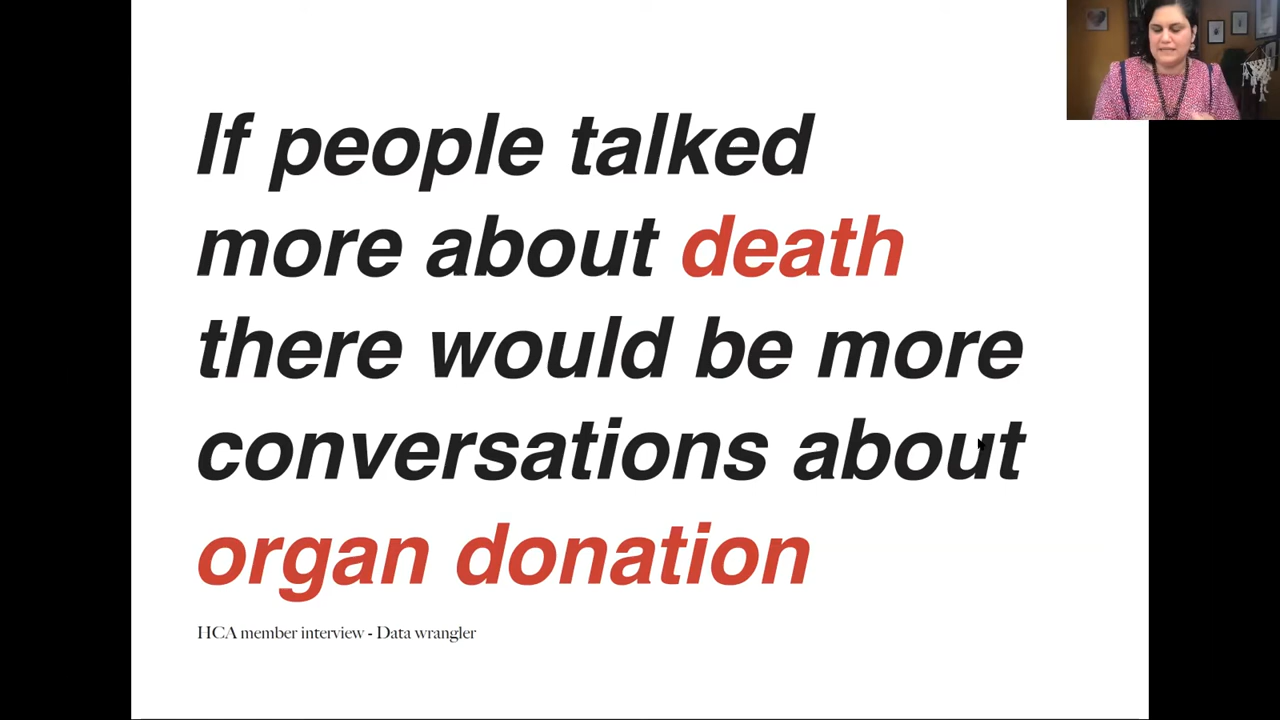 If people talked
more about death
there would be more
conversations about
organ donation
HCA member interview - Data wrangler